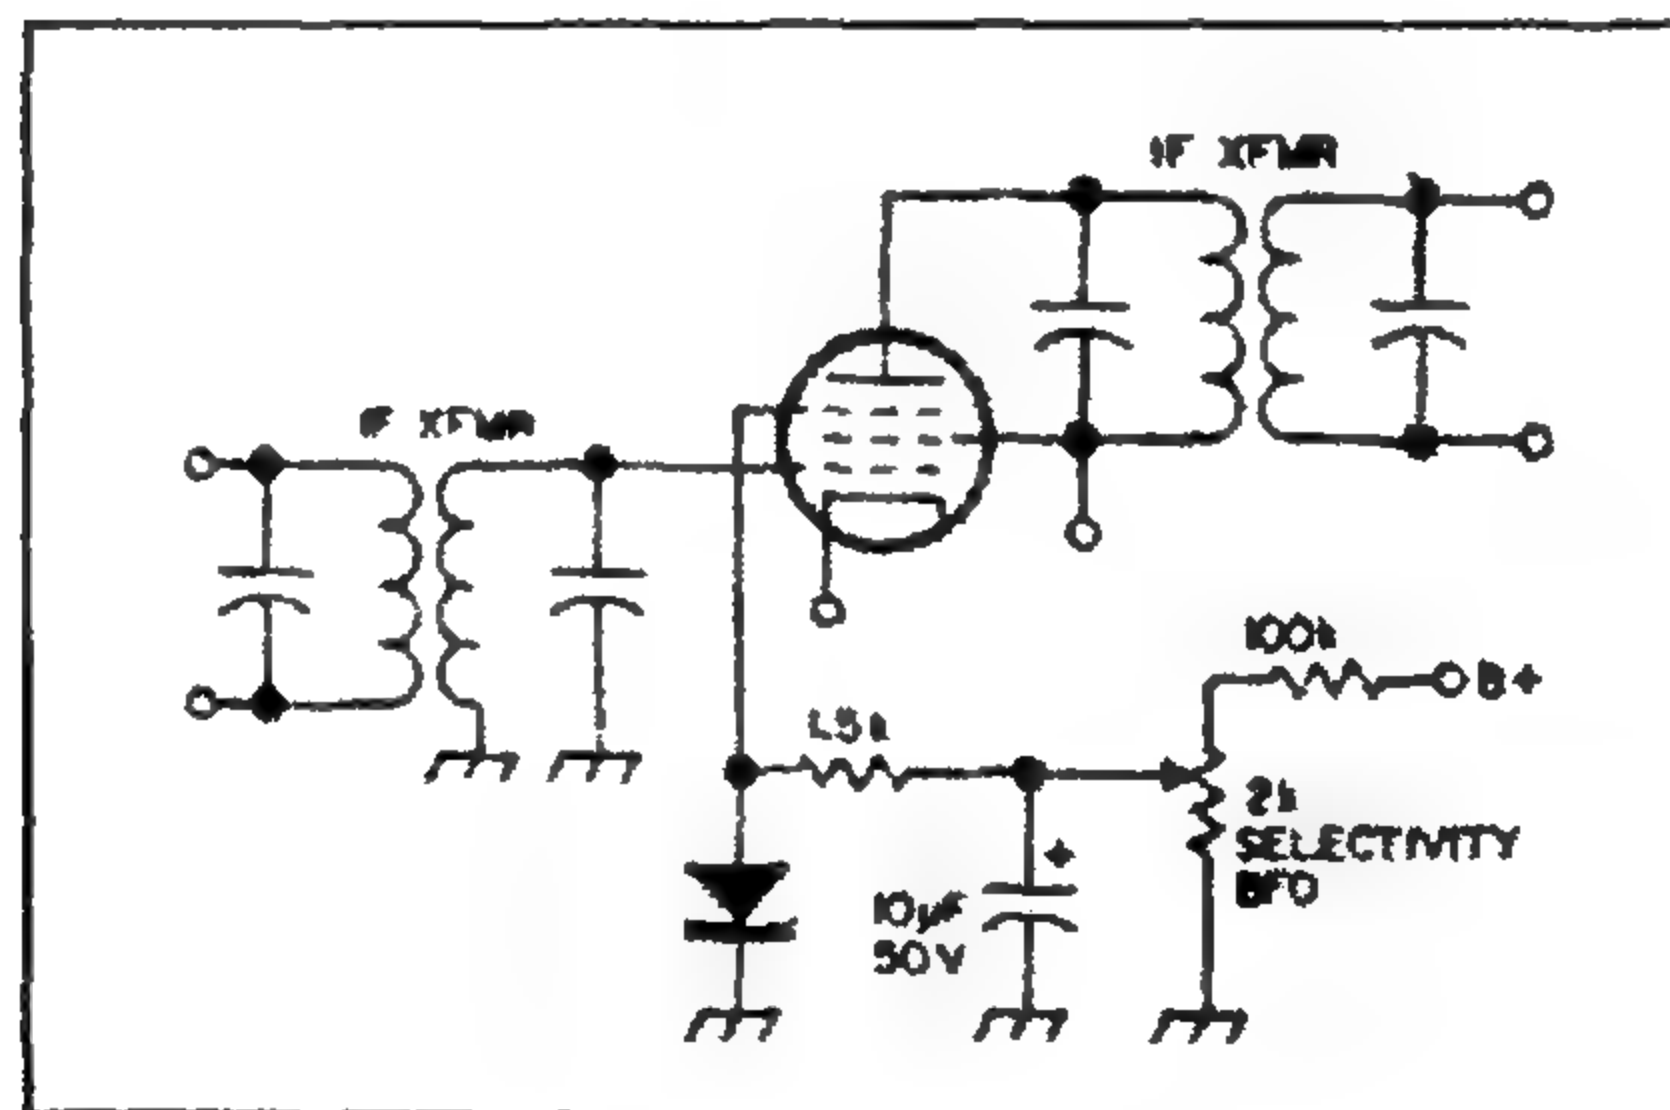 IF XFMR
IF XFMR
100k
B+
1.5k
2k
SELECTIVITY
BFO
+
10µF
50V